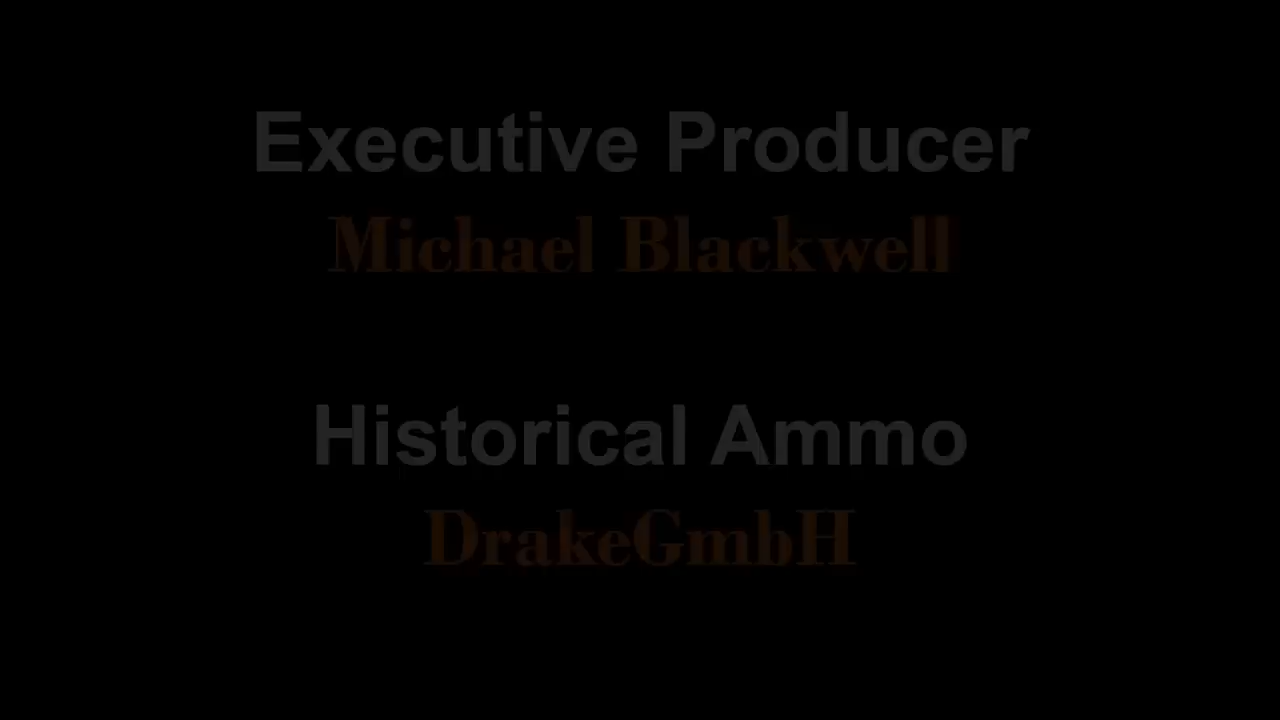 Executive Producer
Michael Blackwell
Historical Ammo
DrakeGmbH